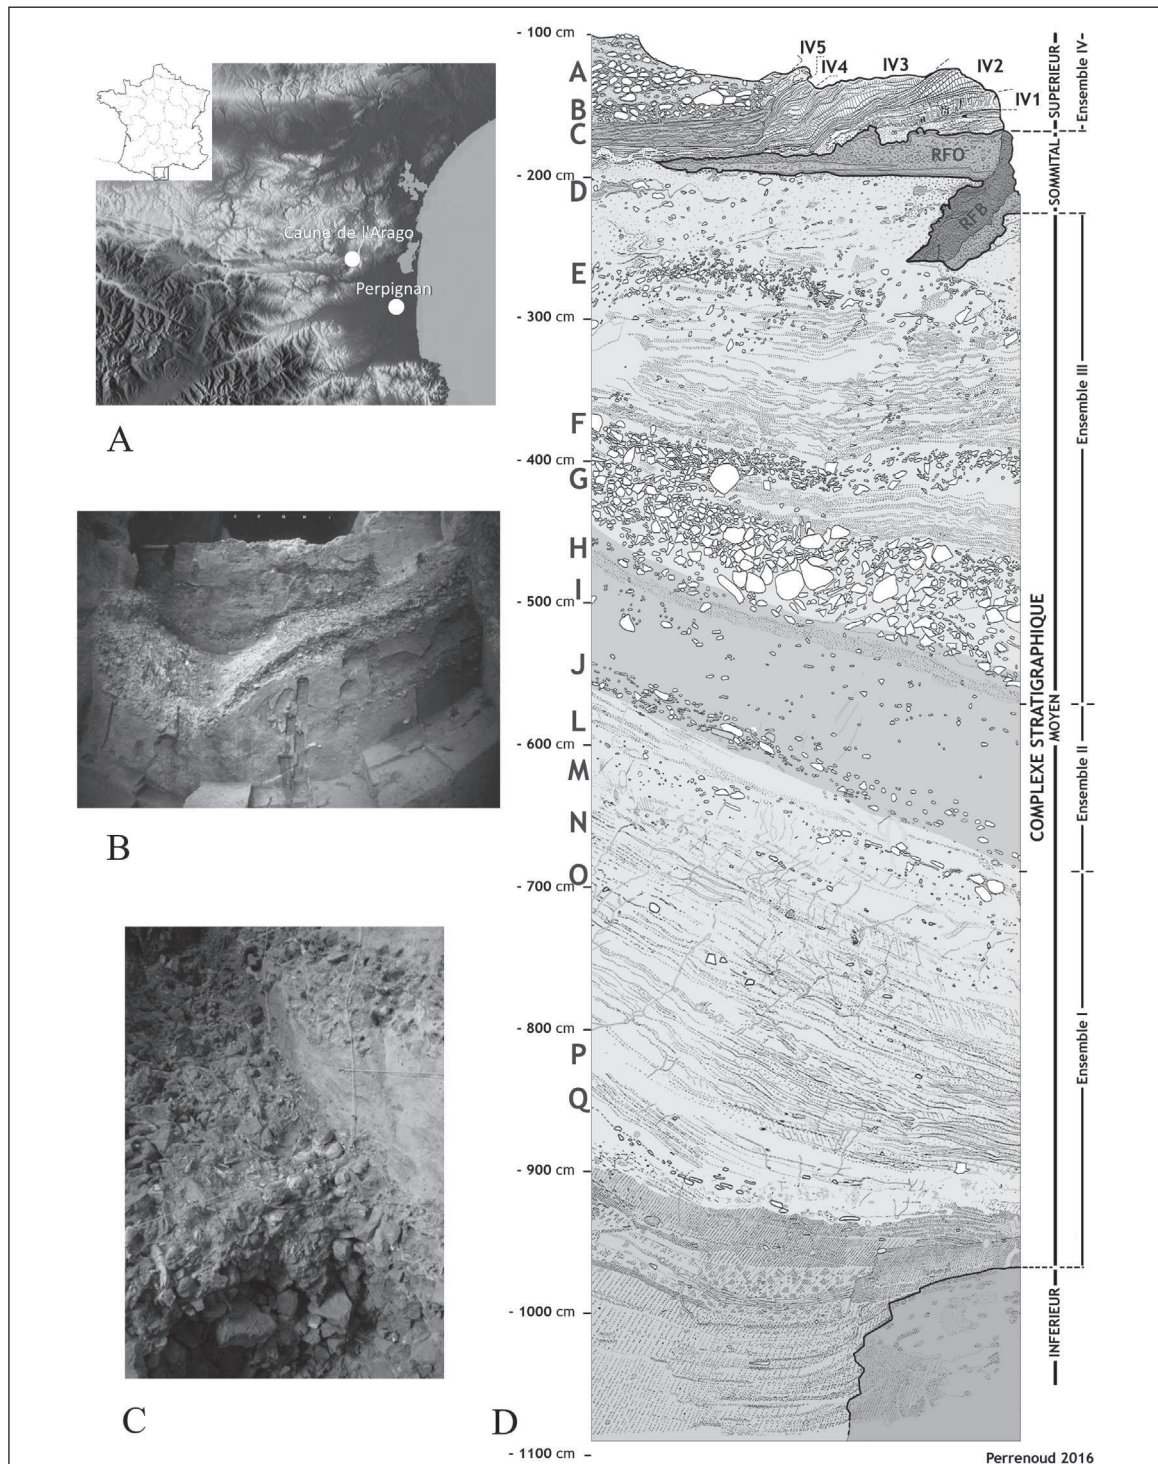 Caune de l'Arago
Perpignan
A
B
C
D
- 100 cm
- 200 cm
- 300 cm
- 400 cm
- 500 cm
- 600 cm
- 700 cm
- 800 cm
- 900 cm
- 1000 cm
- 1100 cm
A
B
C
D
E
F
G
H
I
J
L
M
N
O
P
Q
IV5
IV4
IV3
IV2
IV1
RFO
RFB
COMPLEXE STRATIGRAPHIQUE
SUPERIEUR
SOMMITAL
MOYEN
INFERIEUR
Ensemble IV
Ensemble III
Ensemble II
Ensemble I
Perrenoud 2016